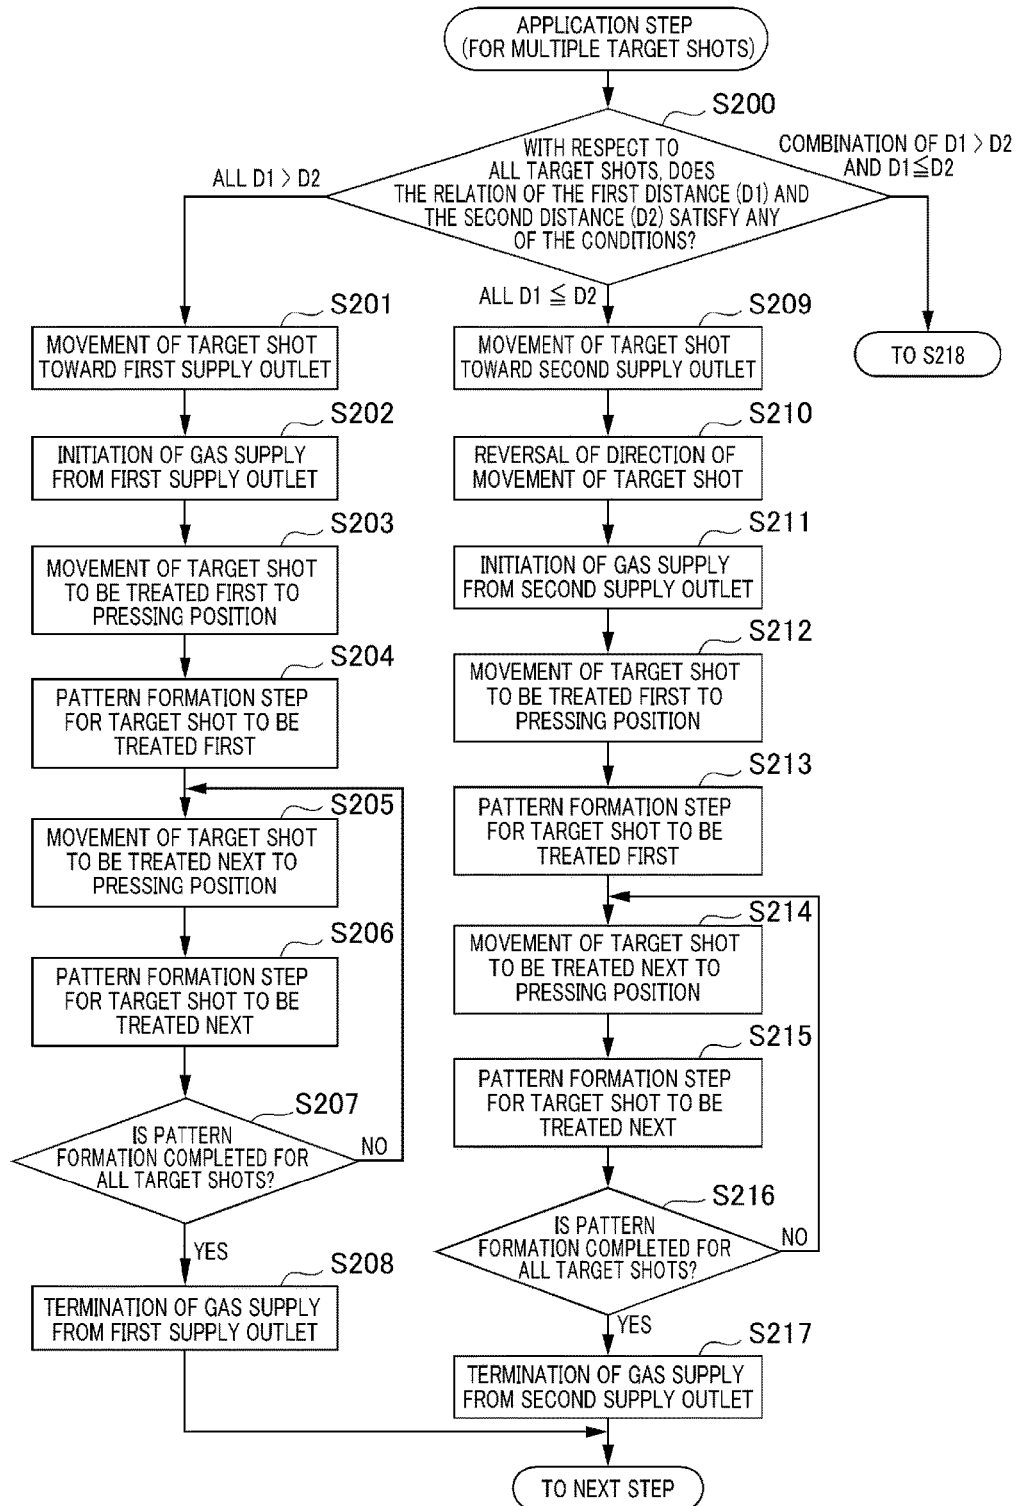 APPLICATION STEP
(FOR MULTIPLE TARGET SHOTS)
S200
WITH RESPECT TO
ALL TARGET SHOTS, DOES
THE RELATION OF THE FIRST DISTANCE (D1) AND
THE SECOND DISTANCE (D2) SATISFY ANY
OF THE CONDITIONS?
ALL D1 > D2
COMBINATION OF D1 > D2
AND D1≦D2
ALL D1 ≦ D2
TO S218
S201
MOVEMENT OF TARGET SHOT
TOWARD FIRST SUPPLY OUTLET
S202
INITIATION OF GAS SUPPLY
FROM FIRST SUPPLY OUTLET
S203
MOVEMENT OF TARGET SHOT
TO BE TREATED FIRST TO
PRESSING POSITION
S204
PATTERN FORMATION STEP
FOR TARGET SHOT TO BE
TREATED FIRST
S205
MOVEMENT OF TARGET SHOT
TO BE TREATED NEXT TO
PRESSING POSITION
S206
PATTERN FORMATION STEP
FOR TARGET SHOT TO BE
TREATED NEXT
S207
IS PATTERN
FORMATION COMPLETED FOR
ALL TARGET SHOTS?
NO
YES
S208
TERMINATION OF GAS SUPPLY
FROM FIRST SUPPLY OUTLET
S209
MOVEMENT OF TARGET SHOT
TOWARD SECOND SUPPLY OUTLET
S210
REVERSAL OF DIRECTION OF
MOVEMENT OF TARGET SHOT
S211
INITIATION OF GAS SUPPLY
FROM SECOND SUPPLY OUTLET
S212
MOVEMENT OF TARGET SHOT
TO BE TREATED FIRST TO
PRESSING POSITION
S213
PATTERN FORMATION STEP
FOR TARGET SHOT TO BE
TREATED FIRST
S214
MOVEMENT OF TARGET SHOT
TO BE TREATED NEXT TO
PRESSING POSITION
S215
PATTERN FORMATION STEP
FOR TARGET SHOT TO BE
TREATED NEXT
S216
IS PATTERN
FORMATION COMPLETED FOR
ALL TARGET SHOTS?
NO
YES
S217
TERMINATION OF GAS SUPPLY
FROM SECOND SUPPLY OUTLET
TO NEXT STEP